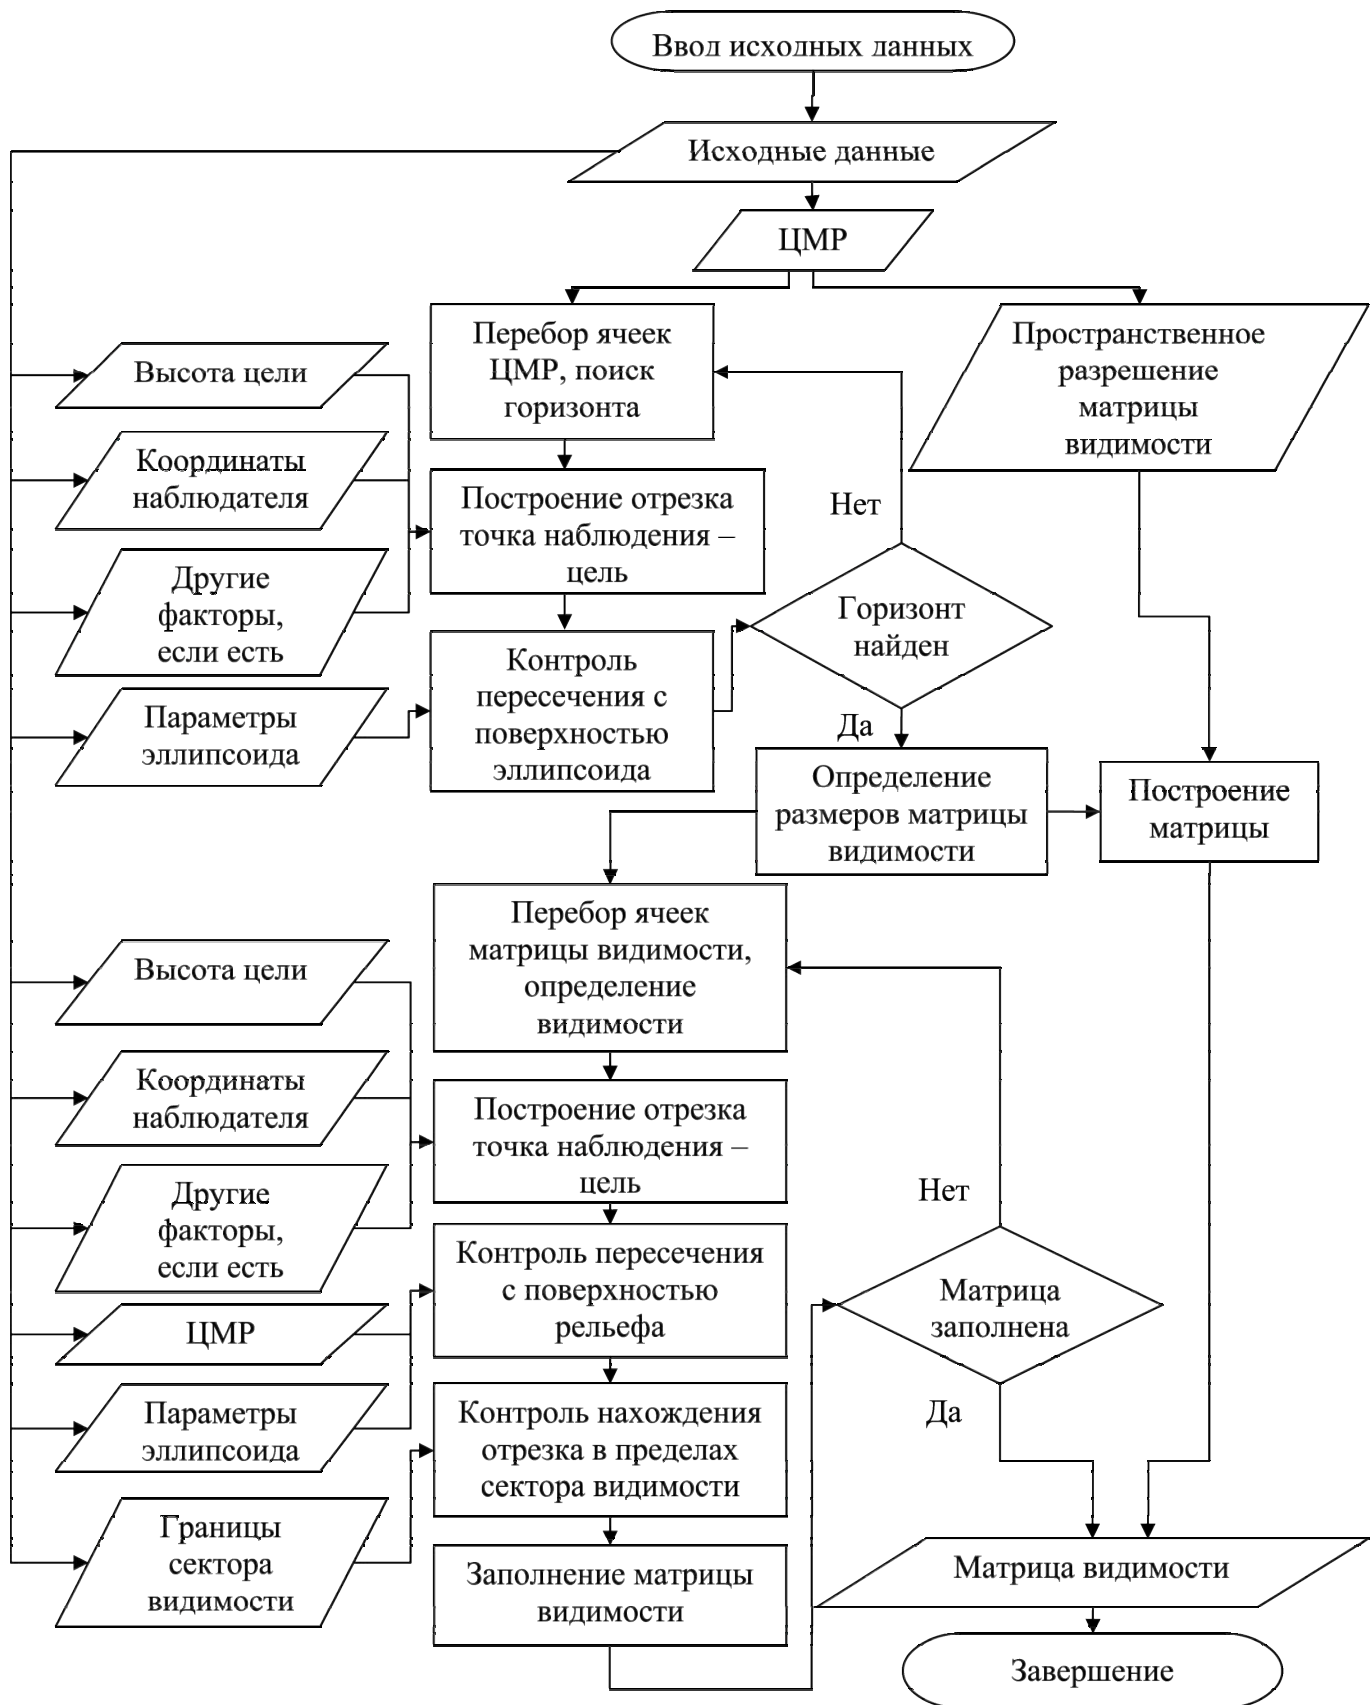 Ввод исходных данных
Исходные данные
ЦМР
Перебор ячеек
ЦМР, поиск
горизонта
Пространственное
разрешение
матрицы
видимости
Высота цели
Координаты
наблюдателя
Другие
факторы,
если есть
Параметры
эллипсоида
Построение отрезка
точка наблюдения –
цель
Контроль
пересечения с
поверхностью
эллипсоида
Нет
Горизонт
найден
Да
Определение
размеров матрицы
видимости
Построение
матрицы
Перебор ячеек
матрицы видимости,
определение
видимости
Высота цели
Координаты
наблюдателя
Другие
факторы,
если есть
ЦМР
Параметры
эллипсоида
Границы
сектора
видимости
Построение отрезка
точка наблюдения –
цель
Контроль пересечения
с поверхностью
рельефа
Контроль нахождения
отрезка в пределах
сектора видимости
Заполнение матрицы
видимости
Нет
Матрица
заполнена
Да
Матрица видимости
Завершение